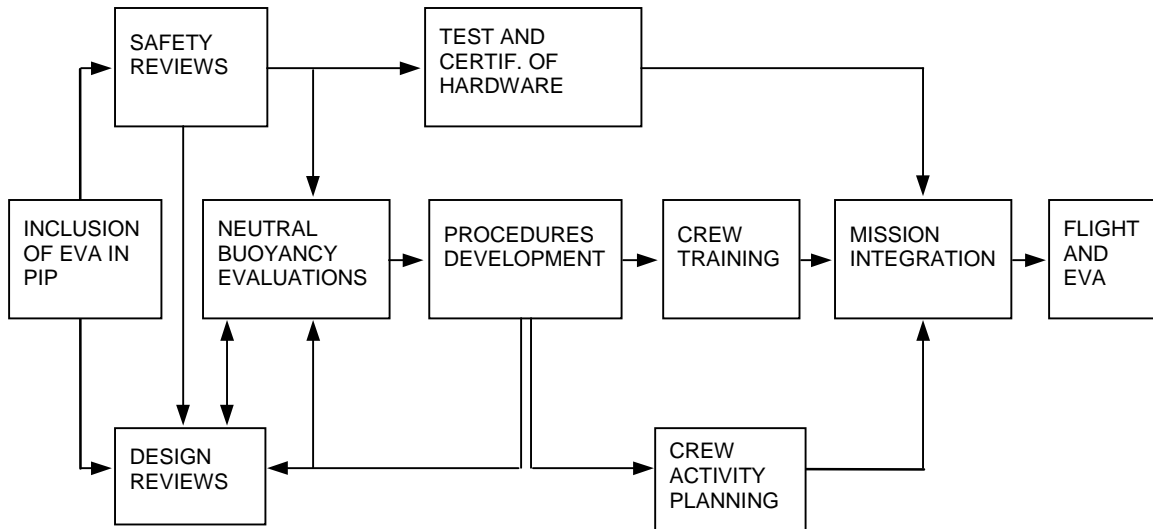 SAFETY
REVIEWS
TEST AND
CERTIF. OF
HARDWARE
INCLUSION
OF EVA IN
PIP
NEUTRAL
BUOYANCY
EVALUATIONS
PROCEDURES
DEVELOPMENT
CREW
TRAINING
MISSION
INTEGRATION
FLIGHT
AND
EVA
DESIGN
REVIEWS
CREW
ACTIVITY
PLANNING